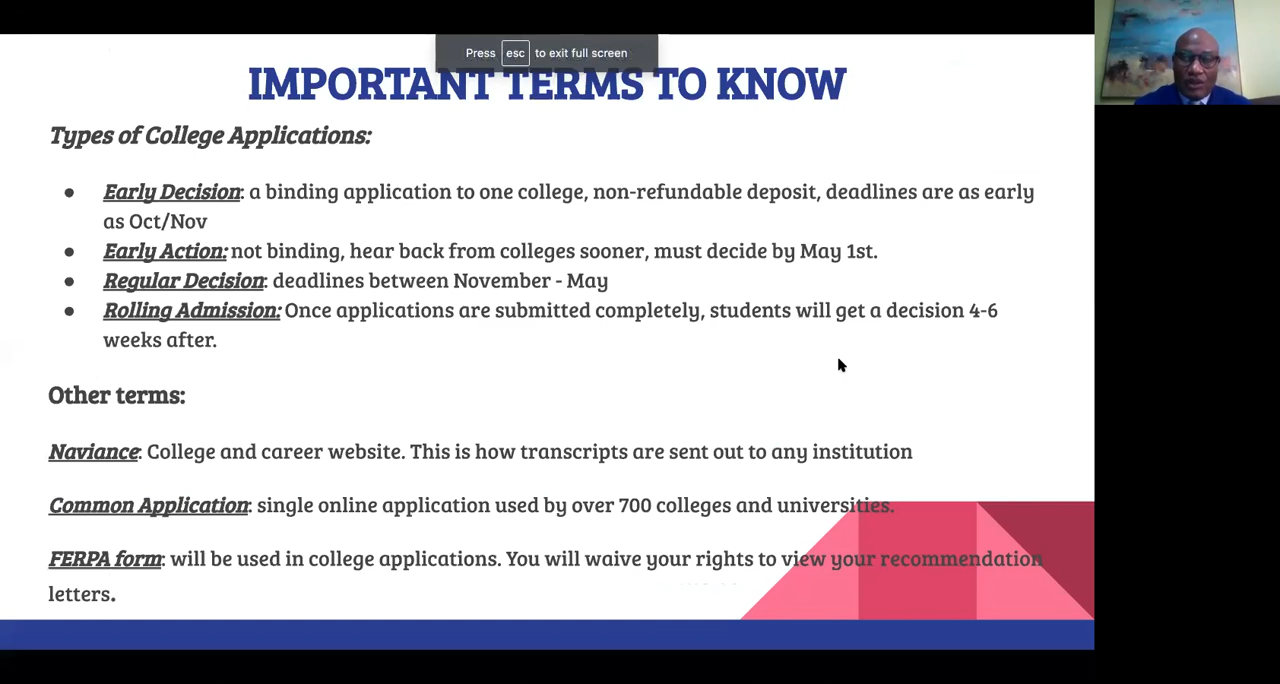 Press esc to exit full screen
IMPORTANT TERMS TO KNOW
Types of College Applications:
● Early Decision: a binding application to one college, non-refundable deposit, deadlines are as early
as Oct/Nov
● Early Action: not binding, hear back from colleges sooner, must decide by May 1st.
● Regular Decision: deadlines between November - May
● Rolling Admission: Once applications are submitted completely, students will get a decision 4-6
weeks after.
Other terms:
Naviance: College and career website. This is how transcripts are sent out to any institution
Common Application: single online application used by over 700 colleges and universities.
FERPA form: will be used in college applications. You will waive your rights to view your recommendation
letters.